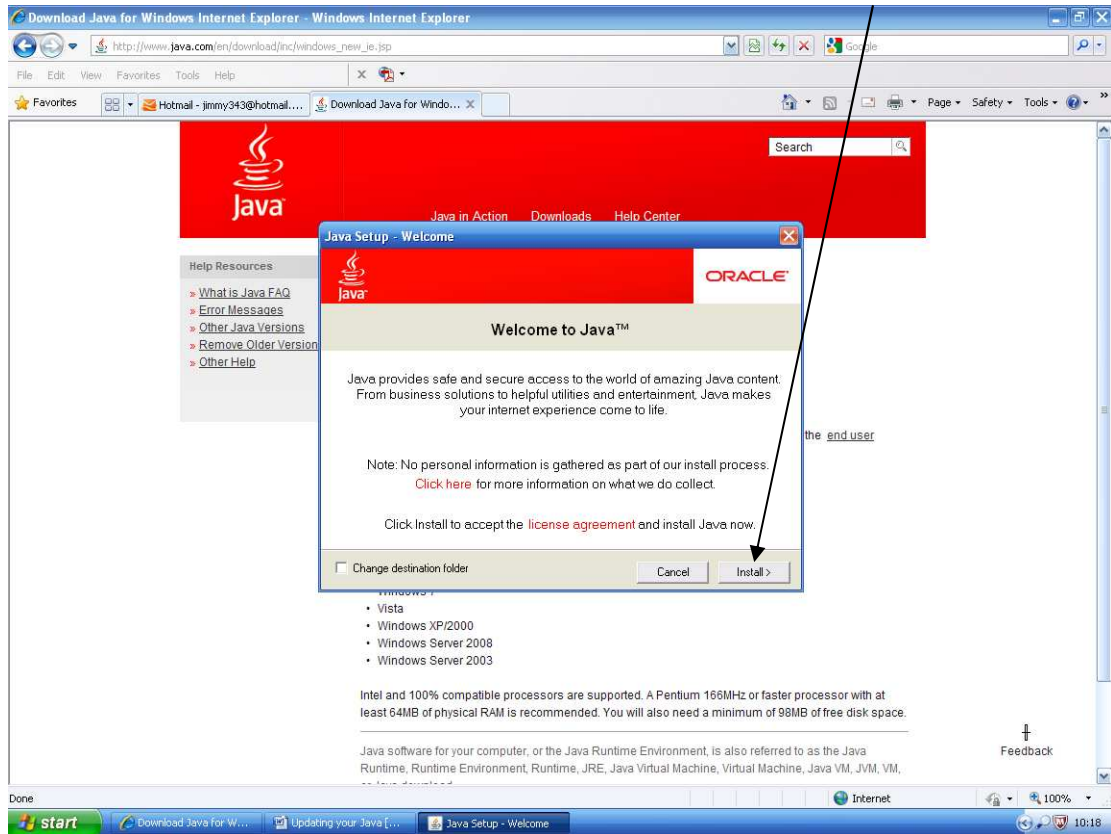 Download Java for Windows Internet Explorer - Windows Internet Explorer
http://www.java.com/en/download/inc/windows_new_ie.jsp
Google
File Edit View Favorites Tools Help
Favorites
Hotmail - jimmy343@hotmail....
Download Java for Windo...
Page Safety Tools
Java
Search
Java in Action Downloads Help Center
Help Resources
» What is Java FAQ
» Error Messages
» Other Java Versions
» Remove Older Version
» Other Help
Java Setup - Welcome
Java
ORACLE
Welcome to Java™
Java provides safe and secure access to the world of amazing Java content.
From business solutions to helpful utilities and entertainment, Java makes
your internet experience come to life.
Note: No personal information is gathered as part of our install process.
Click here for more information on what we do collect.
Click Install to accept the license agreement and install Java now.
Change destination folder
Cancel
Install >
the end user
• Vista
• Windows XP/2000
• Windows Server 2008
• Windows Server 2003
Intel and 100% compatible processors are supported. A Pentium 166MHz or faster processor with at
least 64MB of physical RAM is recommended. You will also need a minimum of 98MB of free disk space.
Feedback
Java software for your computer, or the Java Runtime Environment, is also referred to as the Java
Runtime, Runtime Environment, Runtime, JRE, Java Virtual Machine, Virtual Machine, Java VM, JVM, VM,
Done
Internet
100%
start
Download Java for W...
Updating your Java [...
Java Setup - Welcome
10:18